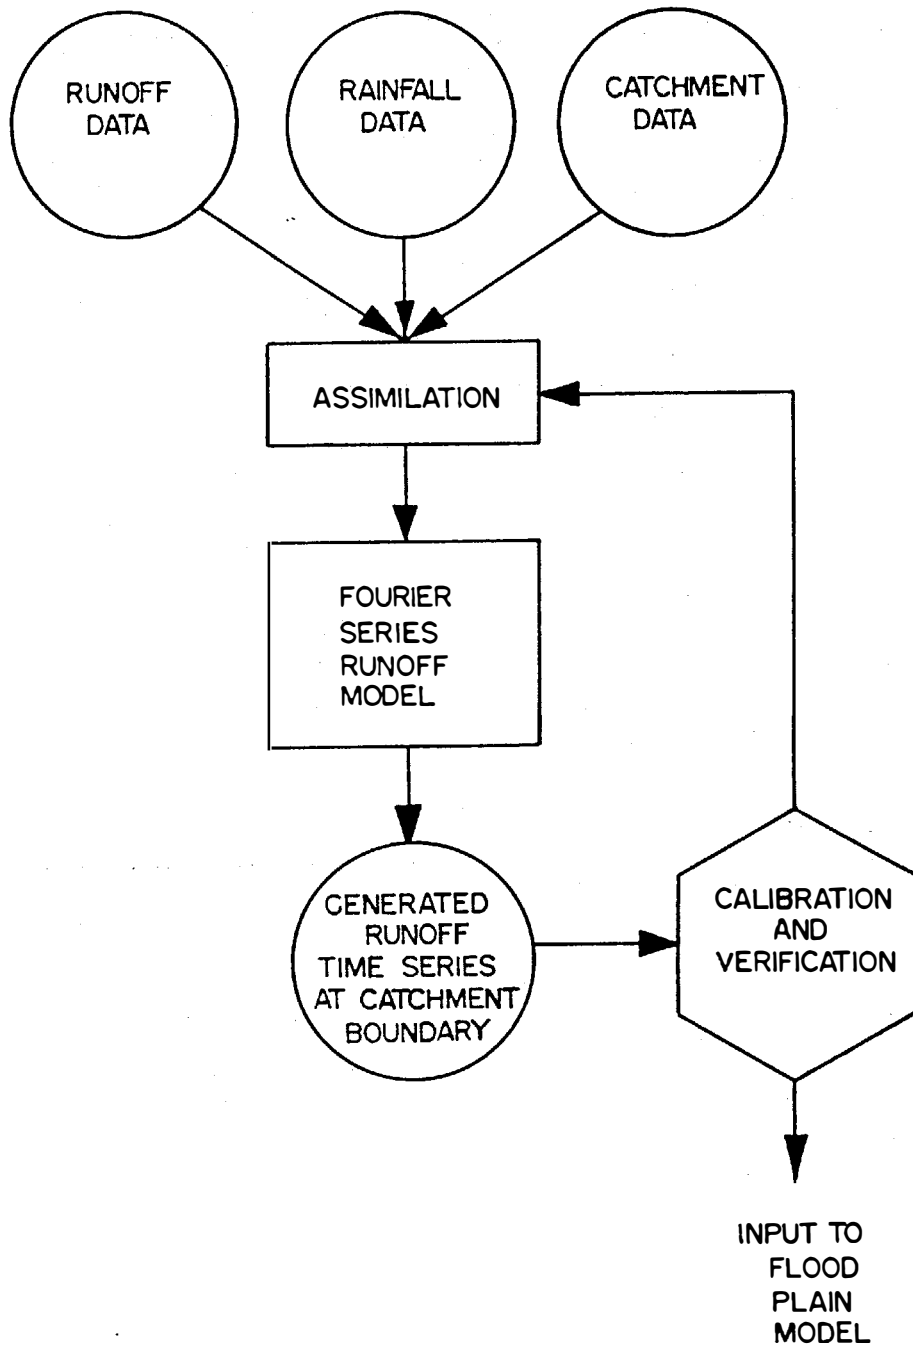 RUNOFF
DATA
RAINFALL
DATA
CATCHMENT
DATA
ASSIMILATION
FOURIER
SERIES
RUNOFF
MODEL
GENERATED
RUNOFF
TIME SERIES
AT CATCHMENT
BOUNDARY
CALIBRATION
AND
VERIFICATION
INPUT TO
FLOOD
PLAIN
MODEL